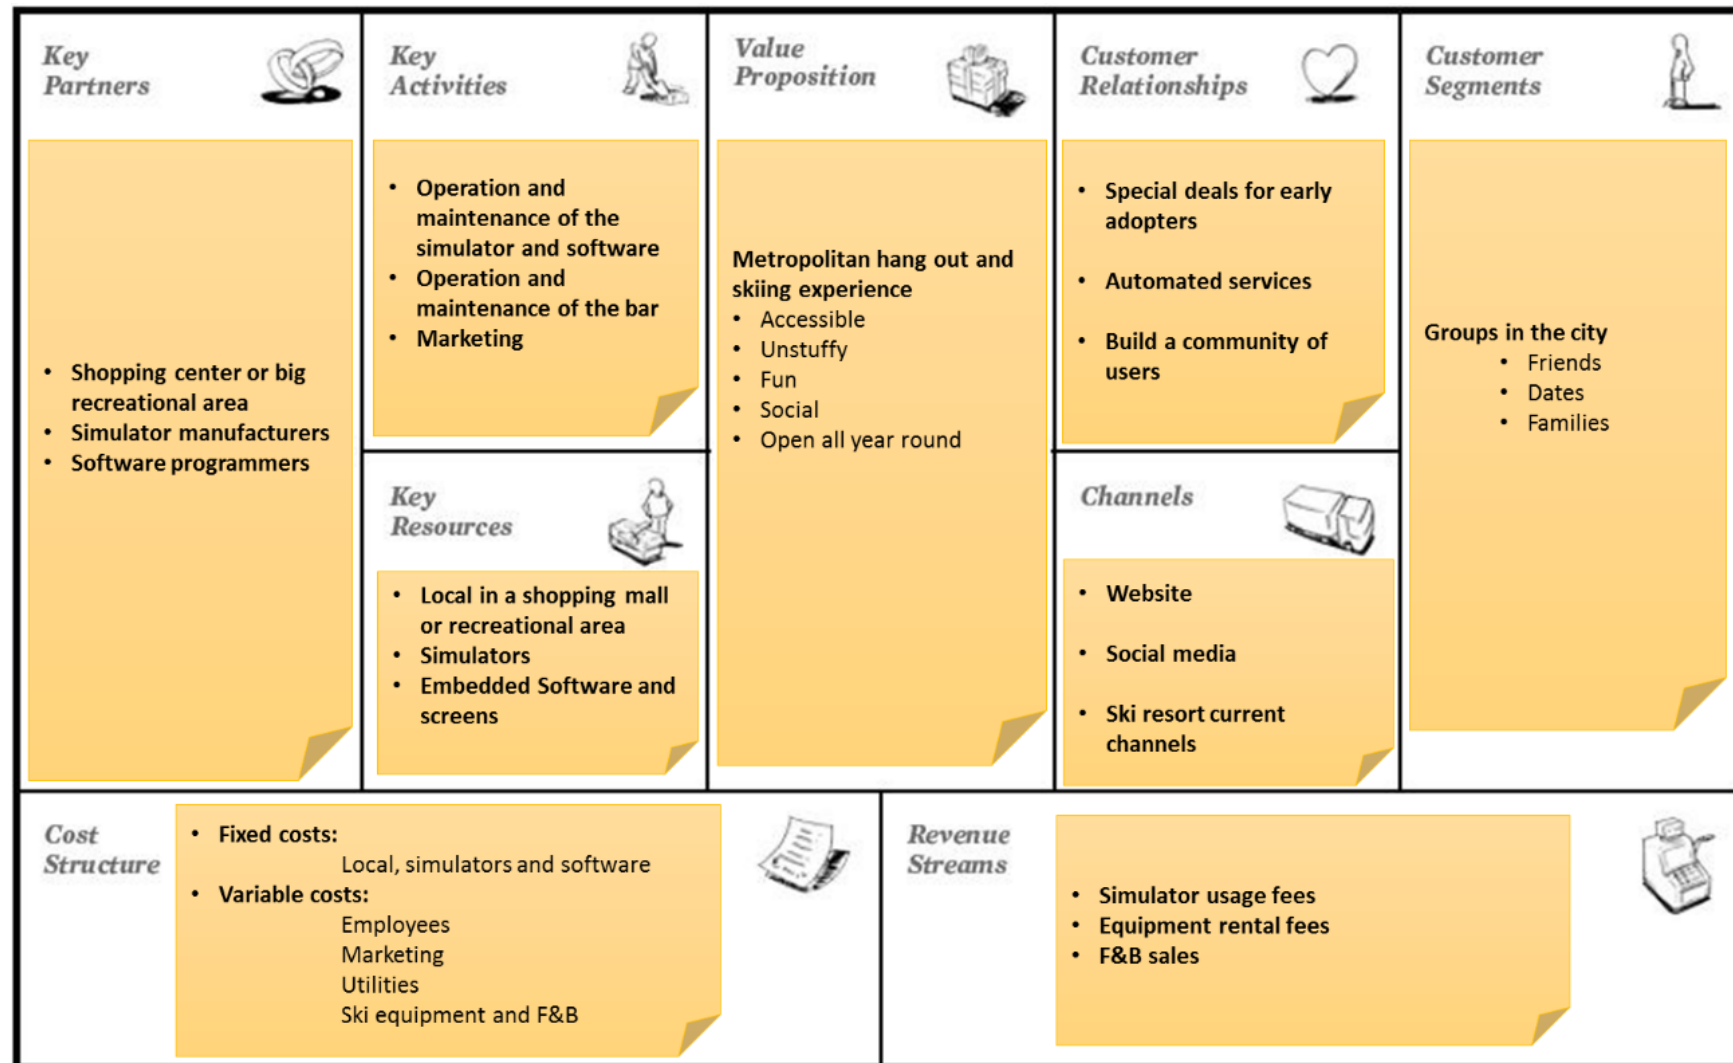 Key
Partners
• Shopping center or big
recreational area
• Simulator manufacturers
• Software programmers
Key
Activities
• Operation and
maintenance of the
simulator and software
• Operation and
maintenance of the bar
• Marketing
Key
Resources
• Local in a shopping mall
or recreational area
• Simulators
• Embedded Software and
screens
Value
Proposition
Metropolitan hang out and
skiing experience
• Accessible
• Unstuffy
• Fun
• Social
• Open all year round
Customer
Relationships
• Special deals for early
adopters
• Automated services
• Build a community of
users
Channels
• Website
• Social media
• Ski resort current
channels
Customer
Segments
Groups in the city
• Friends
• Dates
• Families
Cost
Structure
• Fixed costs:
Local, simulators and software
• Variable costs:
Employees
Marketing
Utilities
Ski equipment and F&B
Revenue
Streams
• Simulator usage fees
• Equipment rental fees
• F&B sales